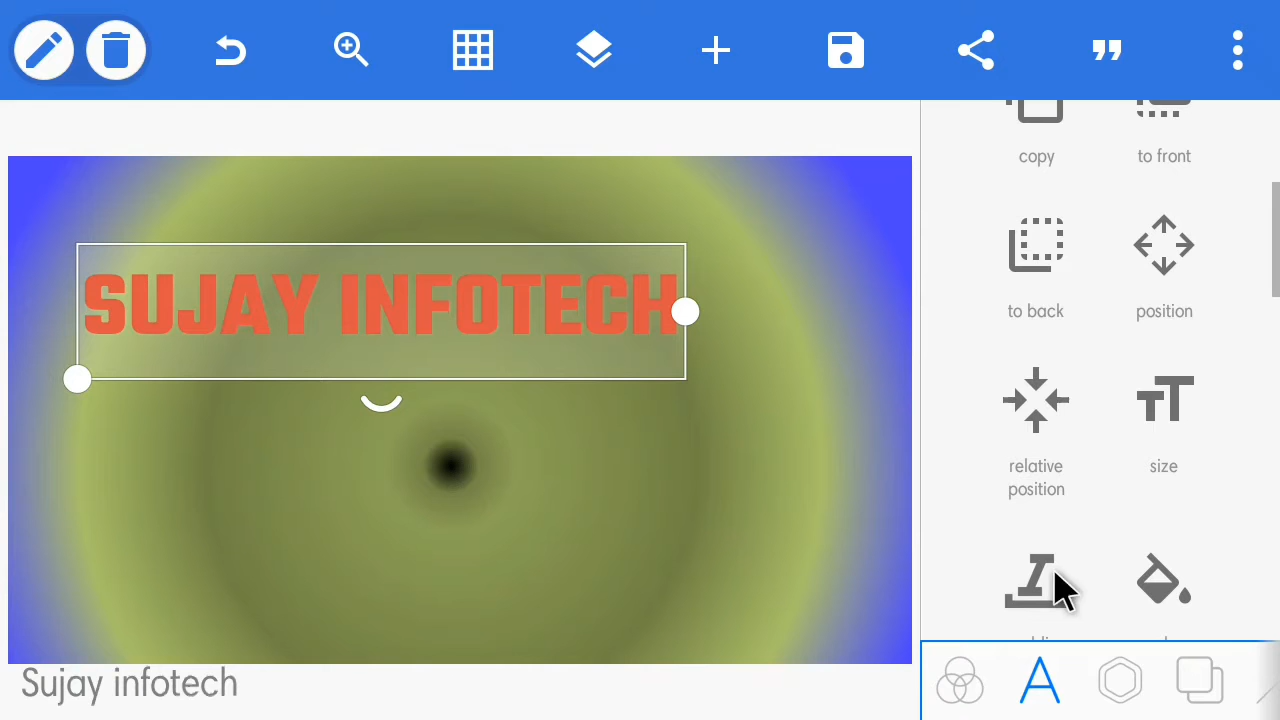 copy
to front
SUJAY INFOTECH
to back
position
relative
position
size
Sujay infotech